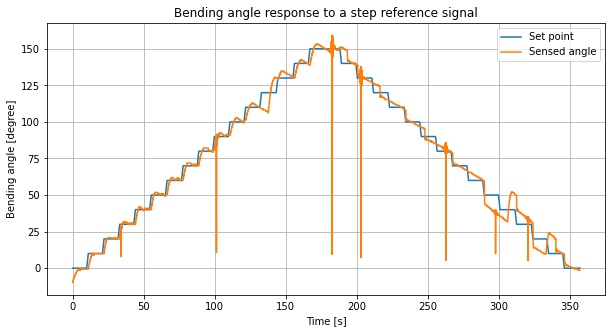 Bending angle response to a step reference signal
Set point
Sensed angle
150
125
100
75
50
25
0
Bending angle [degree]
0 50 100 150 200 250 300 350
Time [s]